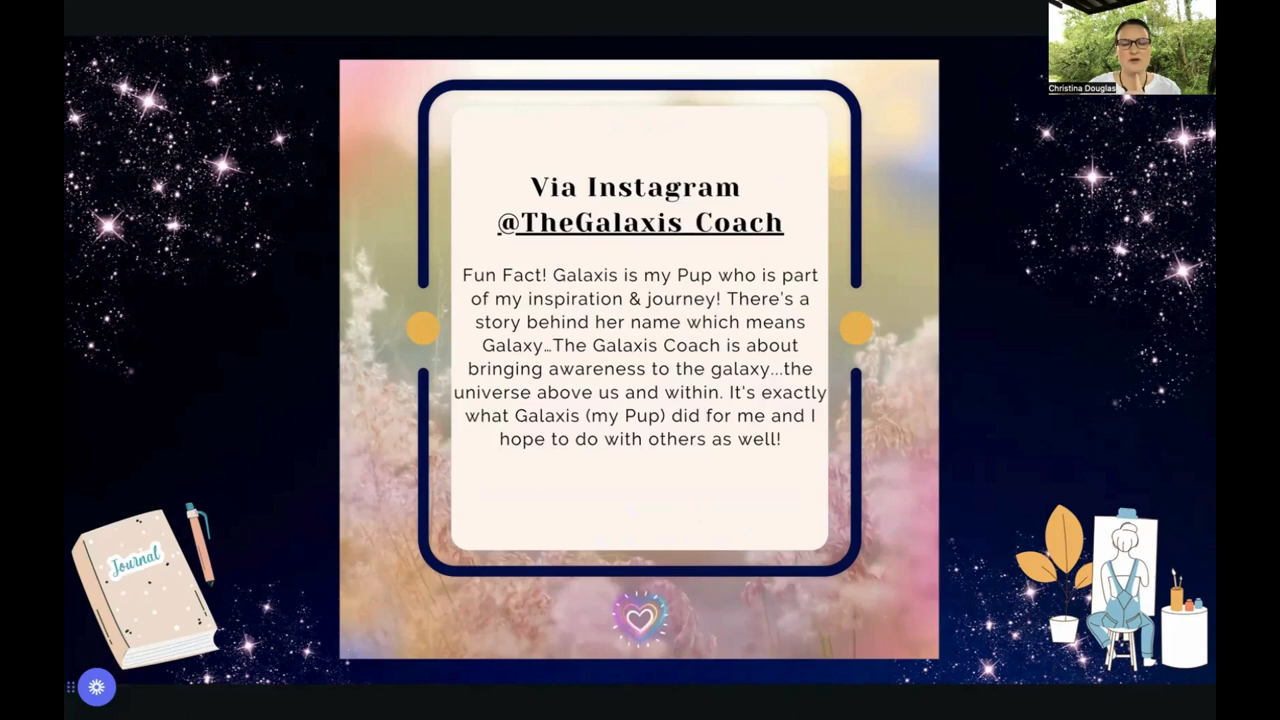 Christina Douglas
Via Instagram
@TheGalaxis Coach
Fun Fact! Galaxis is my Pup who is part
of my inspiration & journey! There's a
story behind her name which means
Galaxy...The Galaxis Coach is about
bringing awareness to the galaxy...the
universe above us and within. It's exactly
what Galaxis (my Pup) did for me and I
hope to do with others as well!
Journal